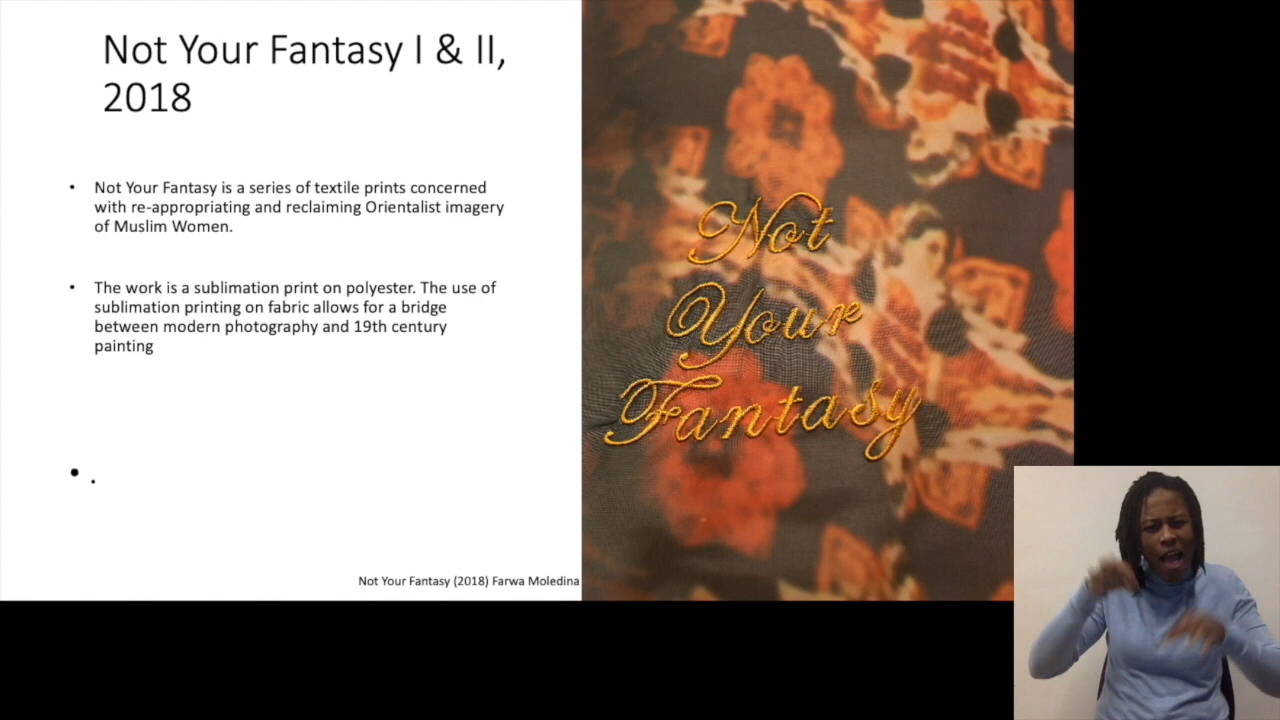 Not Your Fantasy I & II,
2018
• Not Your Fantasy is a series of textile prints concerned
with re-appropriating and reclaiming Orientalist imagery
of Muslim Women.
• The work is a sublimation print on polyester. The use of
sublimation printing on fabric allows for a bridge
between modern photography and 19th century
painting
• .
Not Your Fantasy (2018) Farwa Moledina
Not
Your
Fantasy